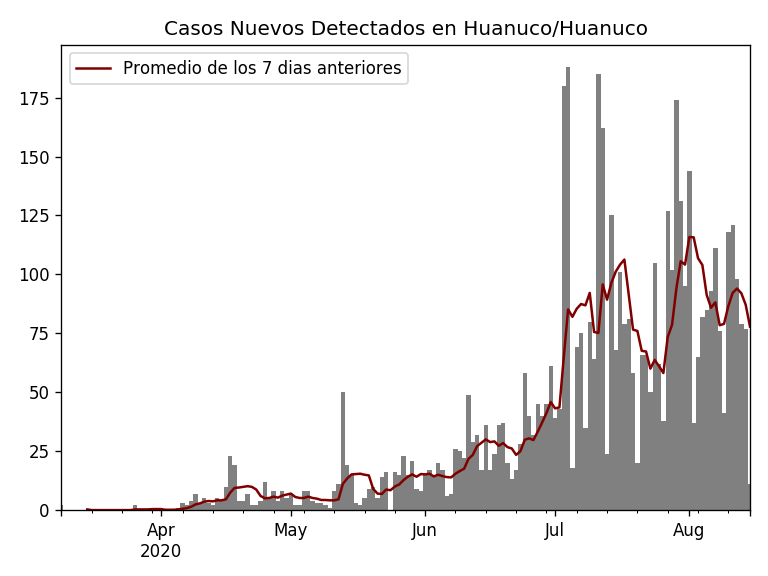 Casos Nuevos Detectados en Huanuco/Huanuco
Promedio de los 7 dias anteriores
175
150
125
100
75
50
25
0
Apr
2020
May
Jun
Jul
Aug